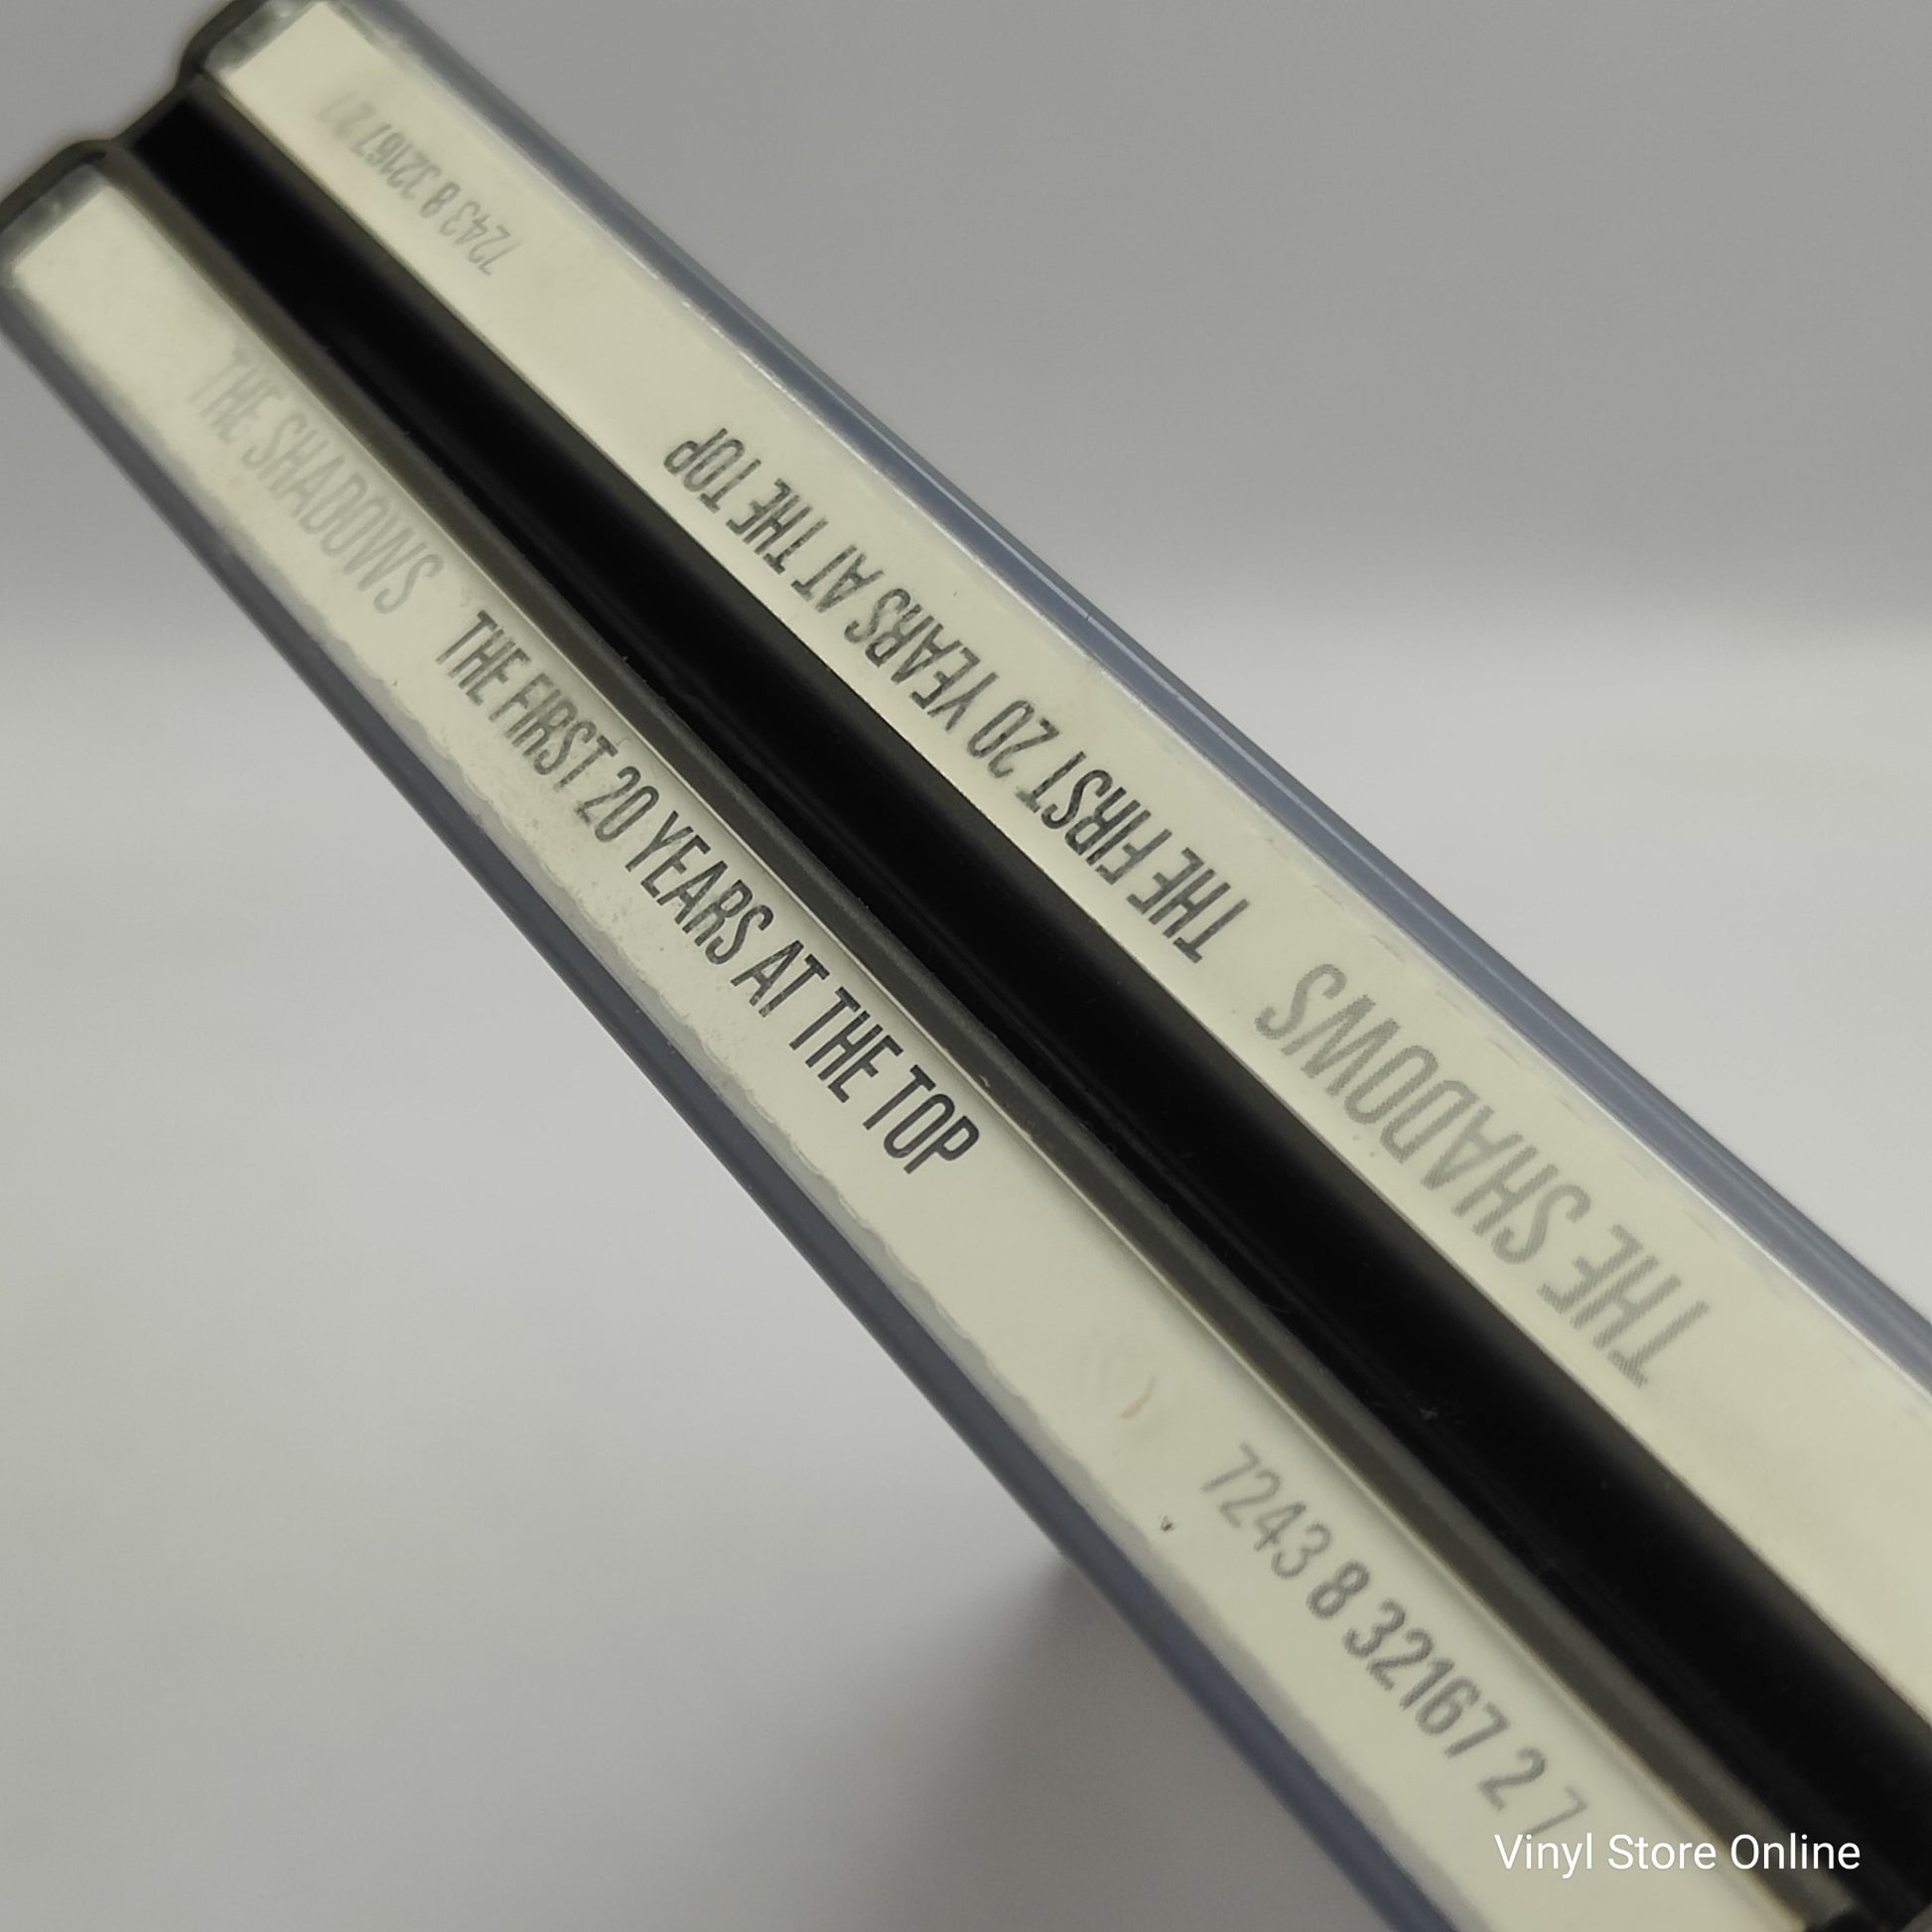 THE SHADOWS THE FIRST 20 YEARS AT THE TOP 7243 8 32167 2 7
THE SHADOWS THE FIRST 20 YEARS AT THE TOP 7243 8 32167 2 7
Vinyl Store Online